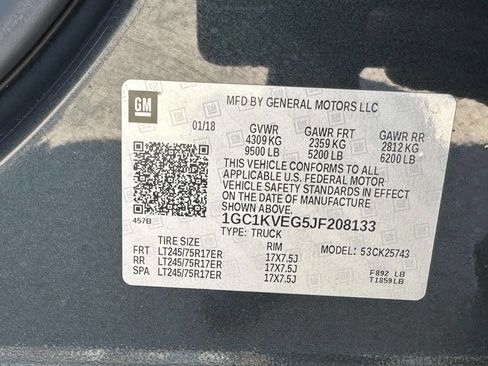 GM
MFD BY GENERAL MOTORS LLC
01/18 GVWR GAWR FRT GAWR RR
4309 KG 2359 KG 2812 KG
9500 LB 5200 LB 6200 LB
THIS VEHICLE CONFORMS TO ALL
APPLICABLE U.S. FEDERAL MOTOR
VEHICLE SAFETY STANDARDS IN EFFECT
ON THE DATE OF MANUFACTURE
SHOWN ABOVE.
1GC1KVEG5JF208133
457B TYPE: TRUCK
TIRE SIZE RIM MODEL: 53CK25743
FRT LT245/75R17ER 17X7.5J
RR LT245/75R17ER 17X7.5J F892 LB
SPA LT245/75R17ER 17X7.5J T1859LB